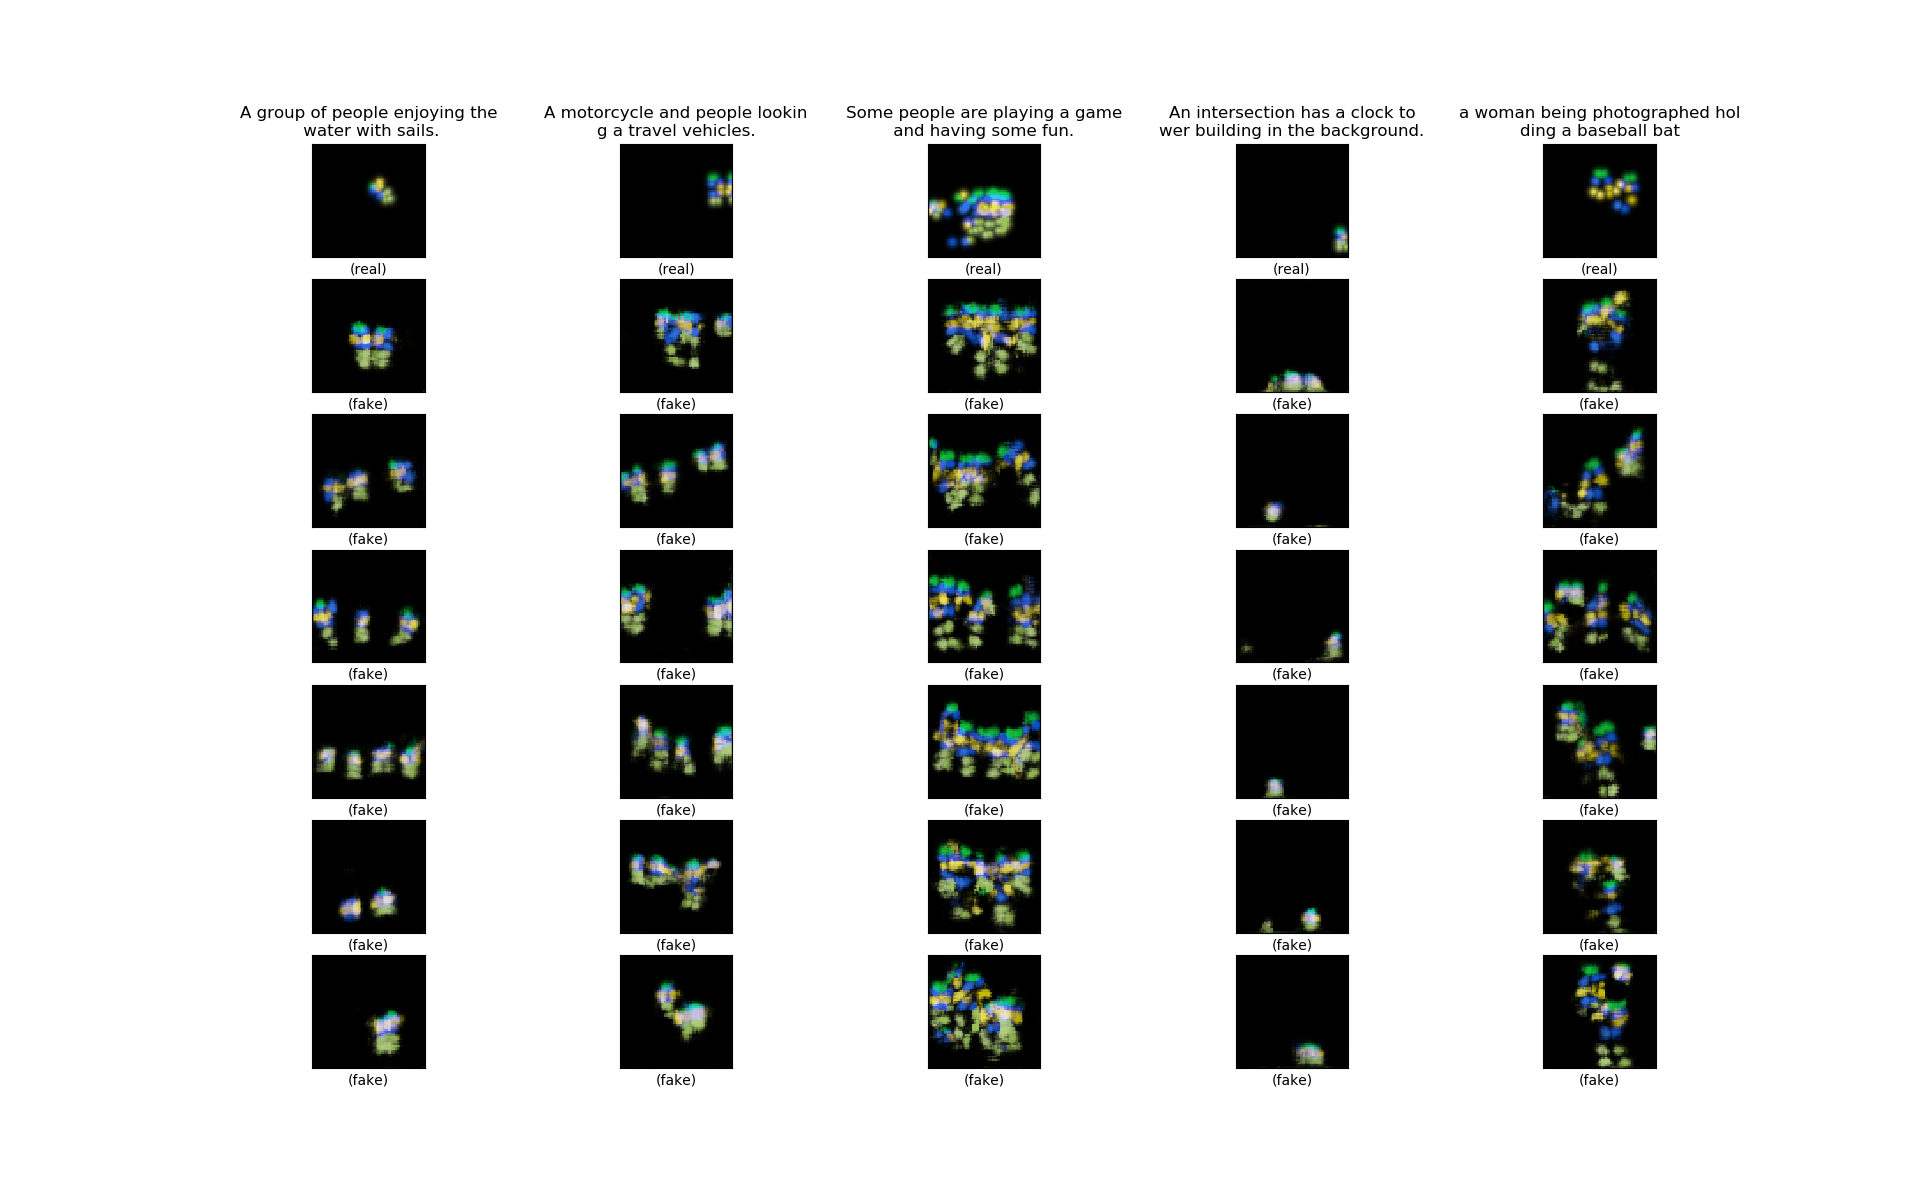 A group of people enjoying the
water with sails.
A motorcycle and people lookin
g a travel vehicles.
Some people are playing a game
and having some fun.
An intersection has a clock to
wer building in the background.
a woman being photographed hol
ding a baseball bat
(real) (real) (real) (real) (real)
(fake) (fake) (fake) (fake) (fake)
(fake) (fake) (fake) (fake) (fake)
(fake) (fake) (fake) (fake) (fake)
(fake) (fake) (fake) (fake) (fake)
(fake) (fake) (fake) (fake) (fake)
(fake) (fake) (fake) (fake) (fake)